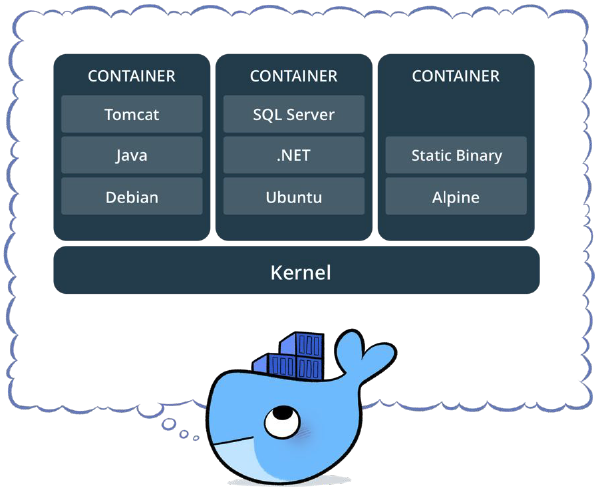 CONTAINER
Tomcat
Java
Debian
CONTAINER
SQL Server
.NET
Ubuntu
CONTAINER
Static Binary
Alpine
Kernel